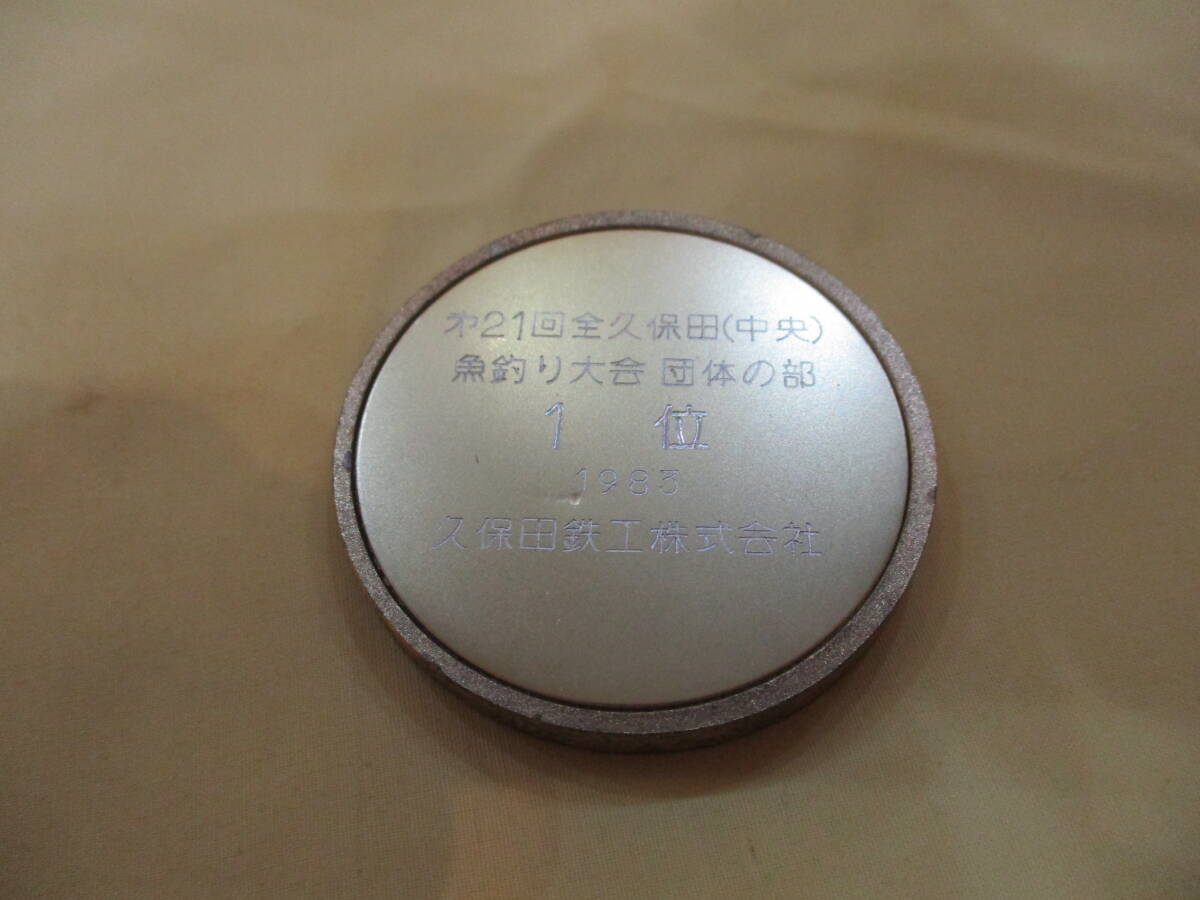 第21回全久保田(中央)
魚釣り大会 団体の部
1 位
1983
久保田鉄工株式会社